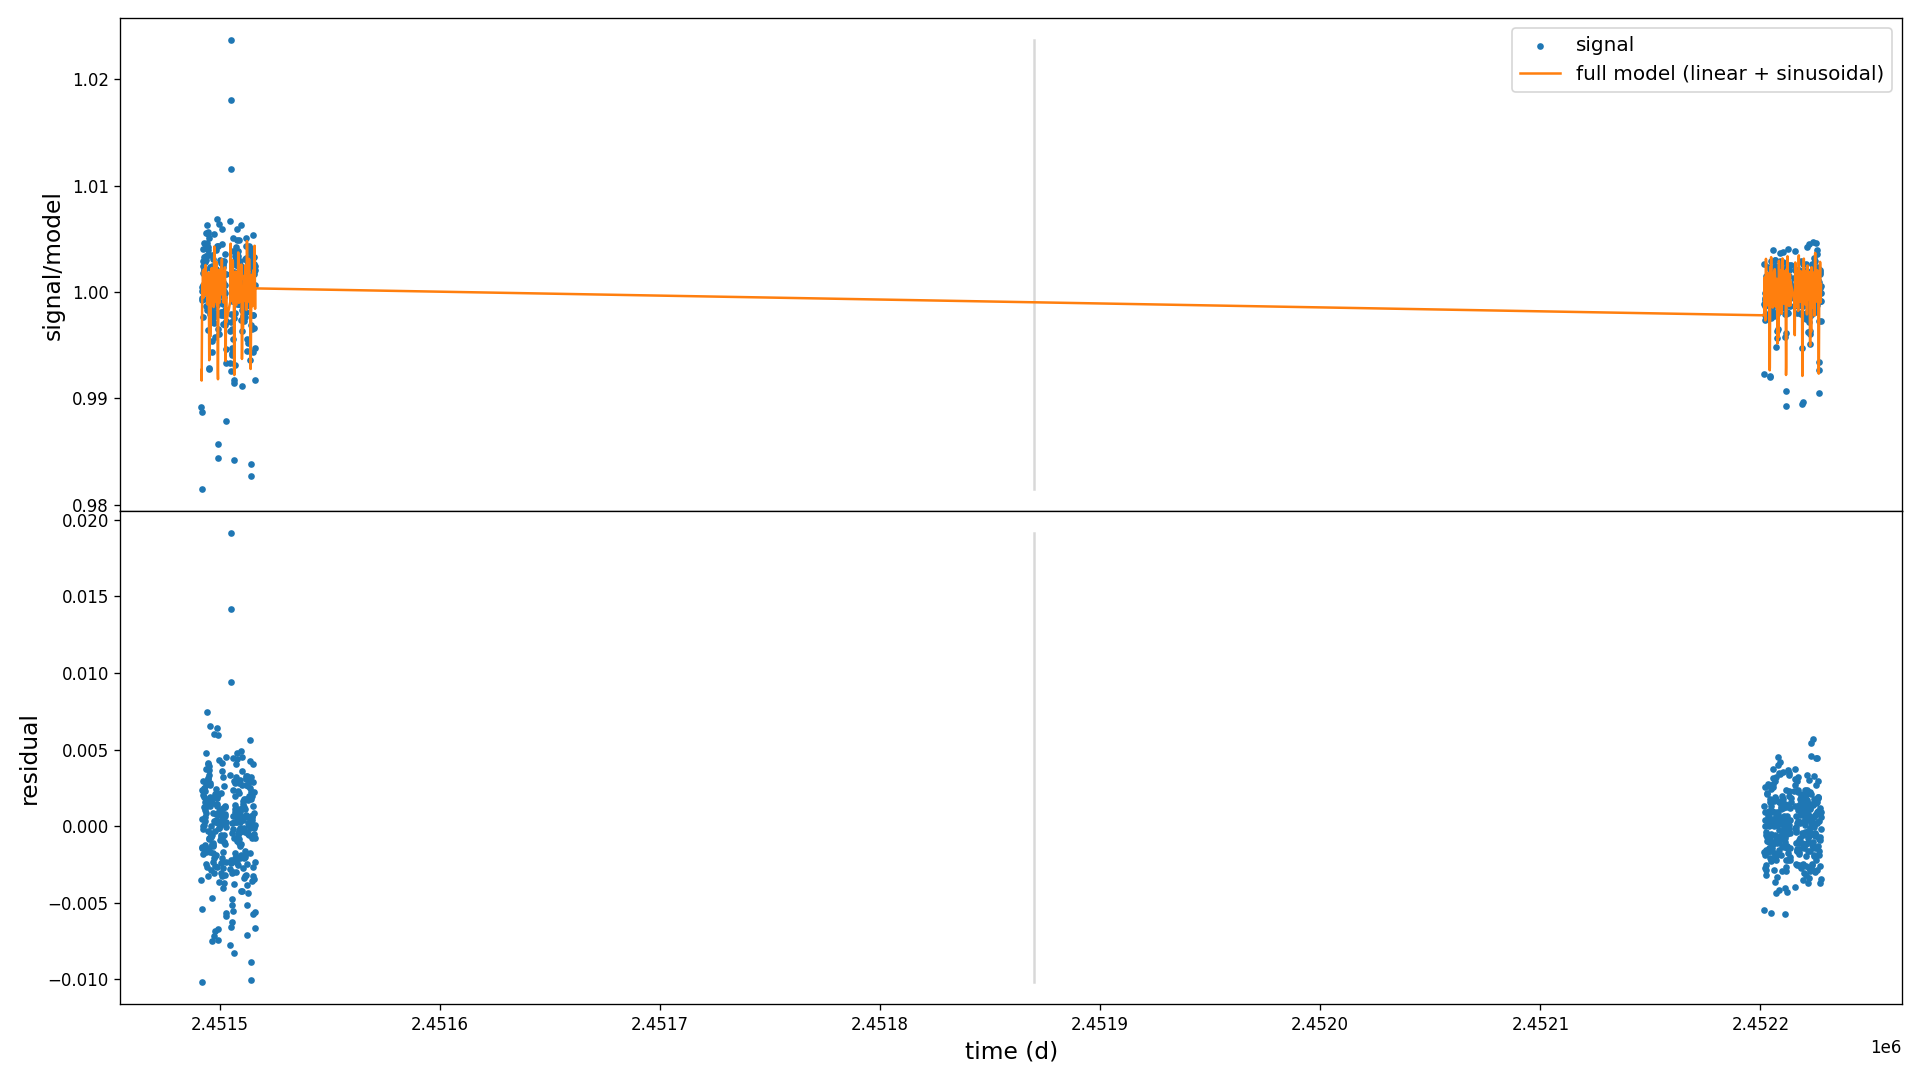 signal
full model (linear + sinusoidal)
signal/model
1.02
1.01
1.00
0.99
0.98
residual
0.020
0.015
0.010
0.005
0.000
−0.005
−0.010
2.4515 2.4516 2.4517 2.4518 2.4519 2.4520 2.4521 2.4522
1e6
time (d)